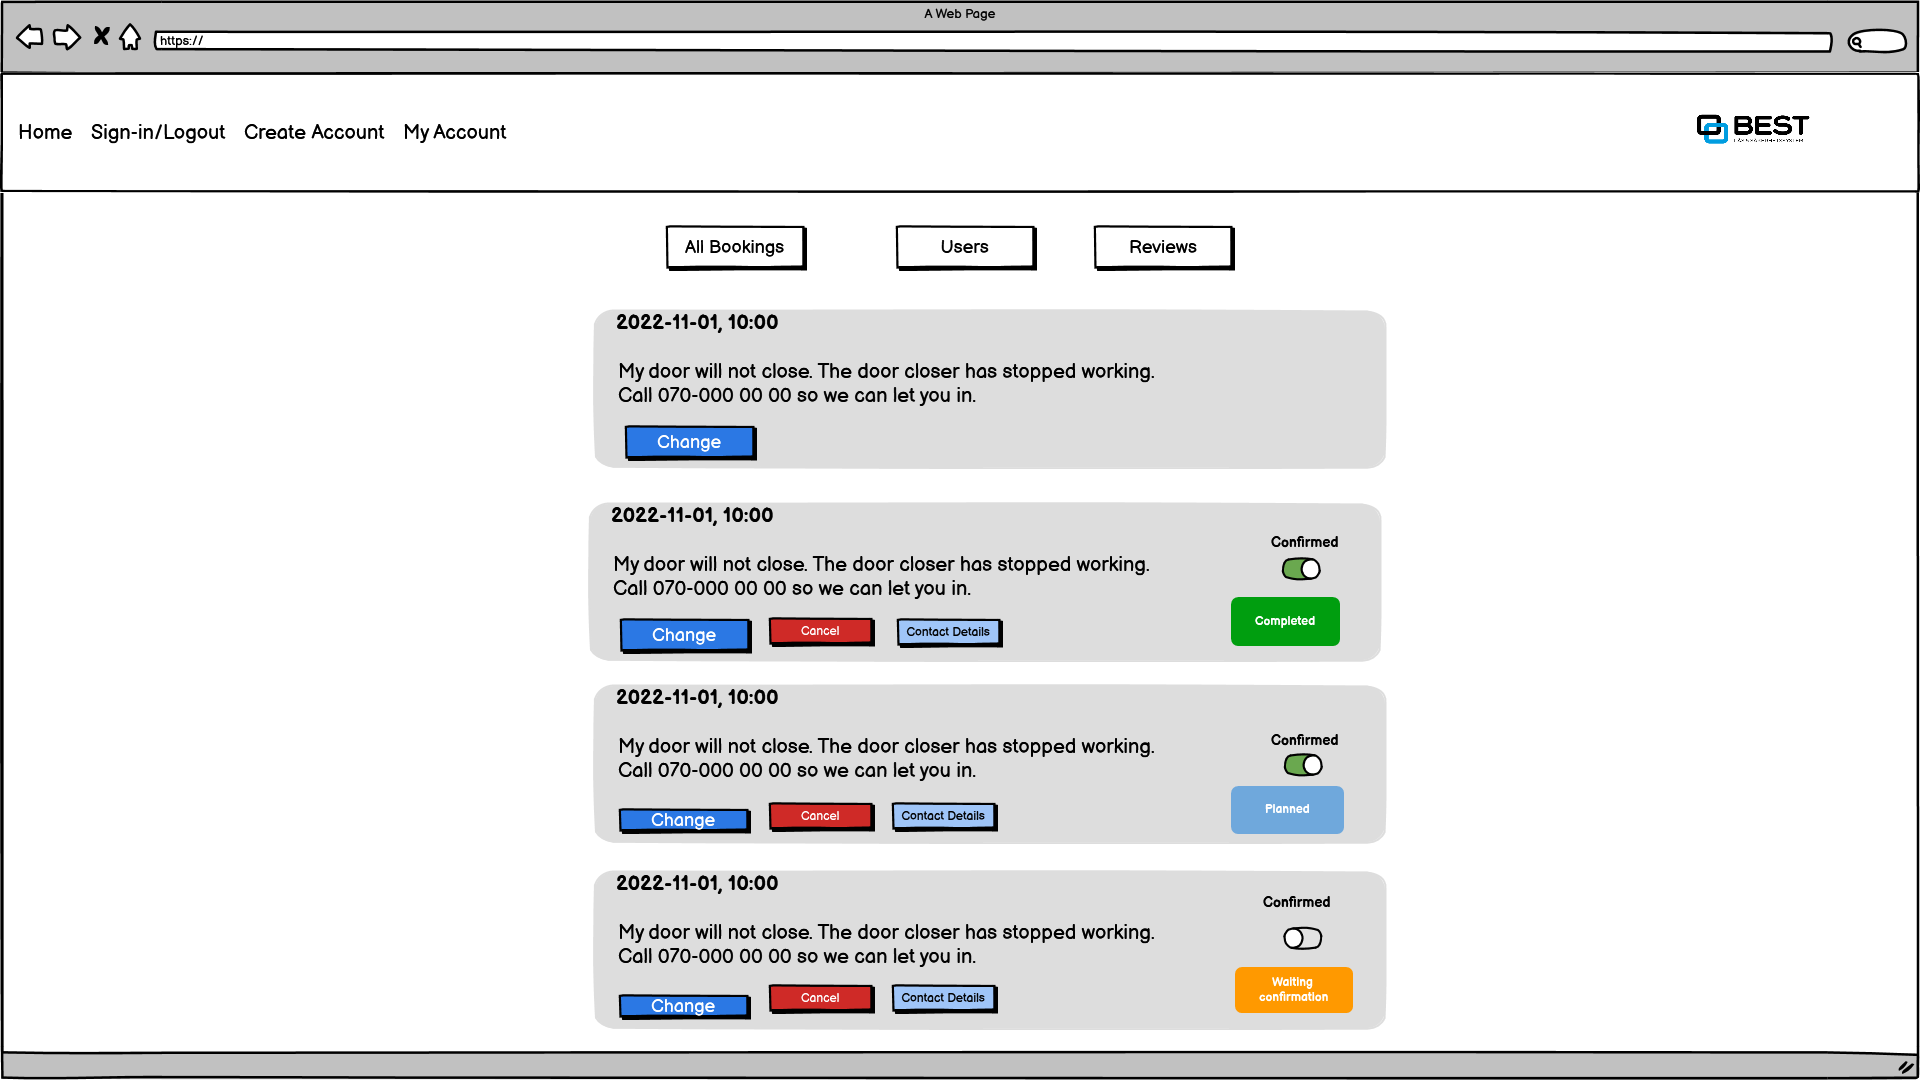 A Web Page
https://
Home Sign-in/Logout Create Account My Account
BEST
All Bookings Users Reviews
2022-11-01, 10:00
My door will not close. The door closer has stopped working.
Call 070-000 00 00 so we can let you in.
Change
2022-11-01, 10:00
Confirmed
My door will not close. The door closer has stopped working.
Call 070-000 00 00 so we can let you in.
Change Cancel Contact Details Completed
2022-11-01, 10:00
Confirmed
My door will not close. The door closer has stopped working.
Call 070-000 00 00 so we can let you in.
Change Cancel Contact Details Planned
2022-11-01, 10:00
Confirmed
My door will not close. The door closer has stopped working.
Call 070-000 00 00 so we can let you in.
Change Cancel Contact Details
Waiting
confirmation